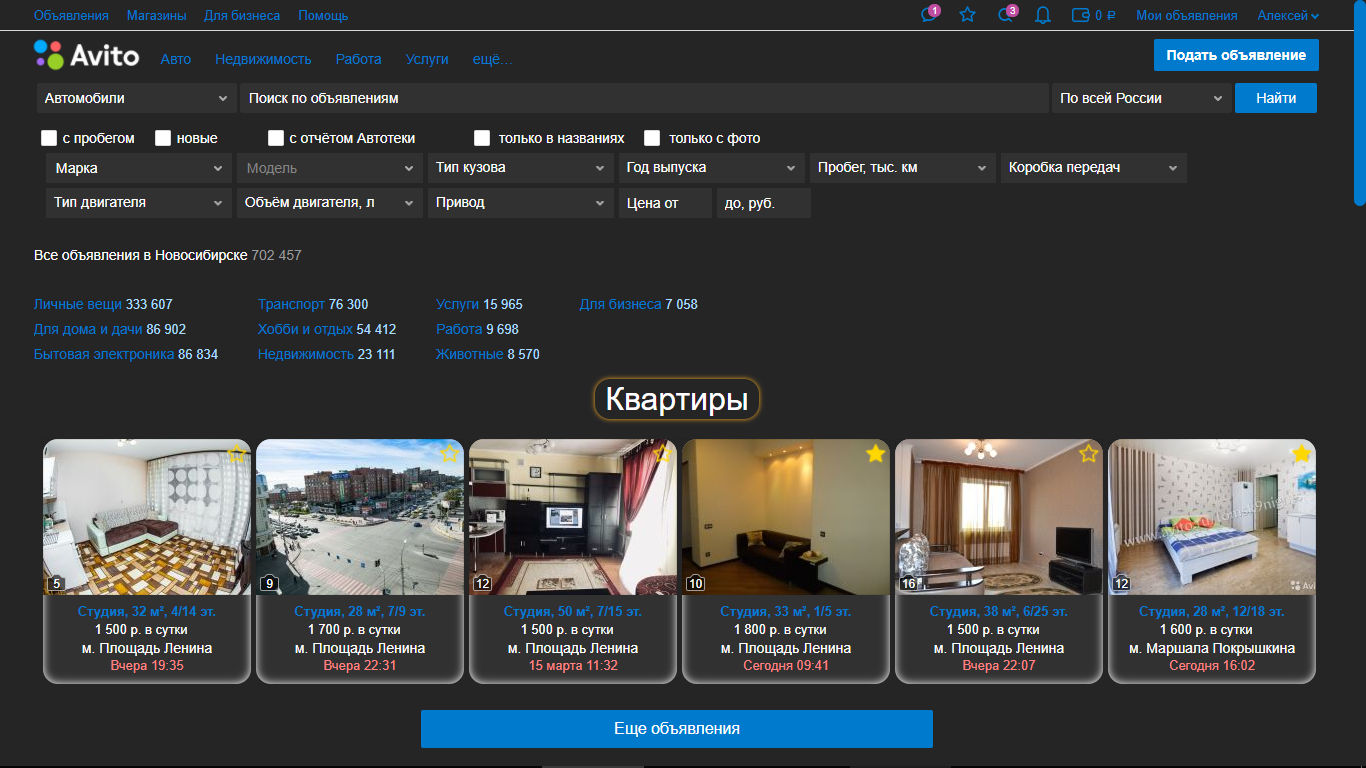 Объявления Магазины Для бизнеса Помощь 1 3 0 ₽ Мои объявления Алексей
Avito Авто Недвижимость Работа Услуги ещё... Подать объявление
Автомобили Поиск по объявлениям По всей России Найти
с пробегом новые с отчётом Автотеки только в названиях только с фото
Марка Модель Тип кузова Год выпуска Пробег, тыс. км Коробка передач
Тип двигателя Объём двигателя, л Привод Цена от до, руб.
Все объявления в Новосибирске 702 457
Личные вещи 333 607 Транспорт 76 300 Услуги 15 965 Для бизнеса 7 058
Для дома и дачи 86 902 Хобби и отдых 54 412 Работа 9 698
Бытовая электроника 86 834 Недвижимость 23 111 Животные 8 570
Квартиры
5 9 12 10 16 12
Студия, 32 м², 4/14 эт. Студия, 28 м², 7/9 эт. Студия, 50 м², 7/15 эт. Студия, 33 м², 1/5 эт. Студия, 38 м², 6/25 эт. Студия, 28 м², 12/18 эт.
1 500 р. в сутки 1 700 р. в сутки 1 500 р. в сутки 1 800 р. в сутки 1 500 р. в сутки 1 600 р. в сутки
м. Площадь Ленина м. Площадь Ленина м. Площадь Ленина м. Площадь Ленина м. Площадь Ленина м. Маршала Покрышкина
Вчера 19:35 Вчера 22:31 15 марта 11:32 Сегодня 09:41 Вчера 22:07 Сегодня 16:02
Еще объявления